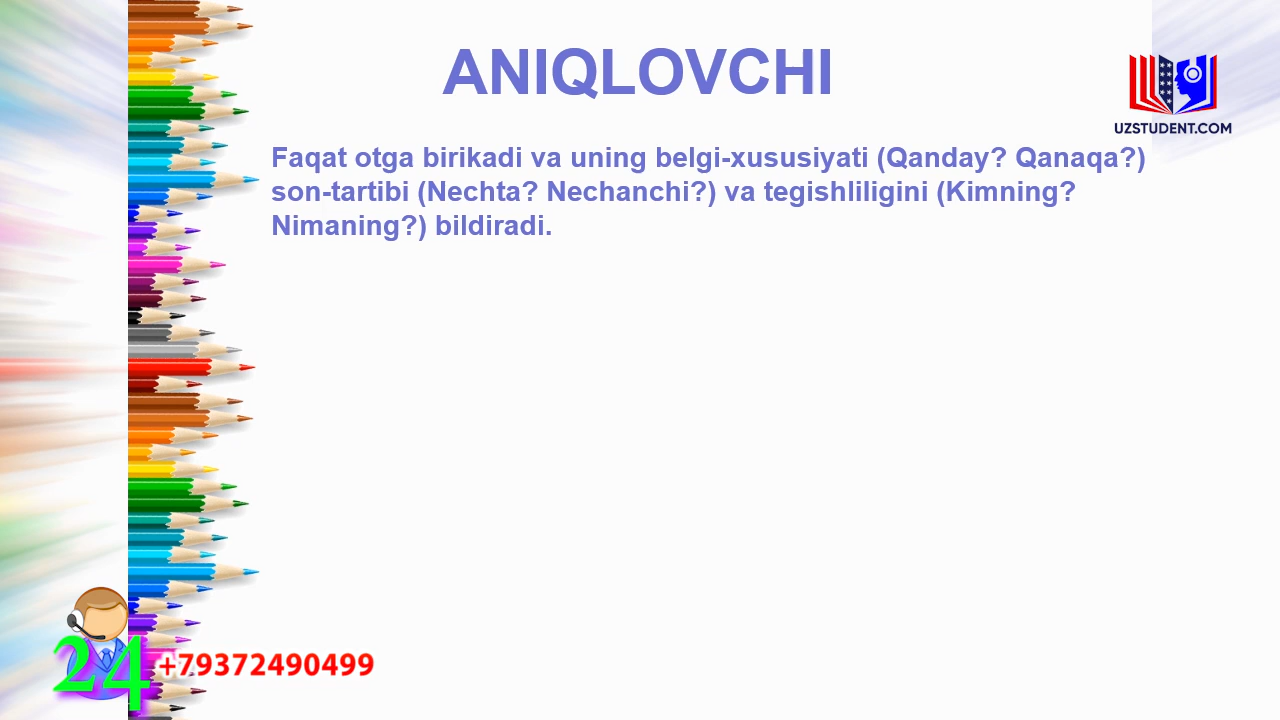 ANIQLOVCHI
UZSTUDENT.COM
Faqat otga birikadi va uning belgi-xususiyati (Qanday? Qanaqa?)
son-tartibi (Nechta? Nechanchi?) va tegishliligini (Kimning?
Nimaning?) bildiradi.
24 +79372490499